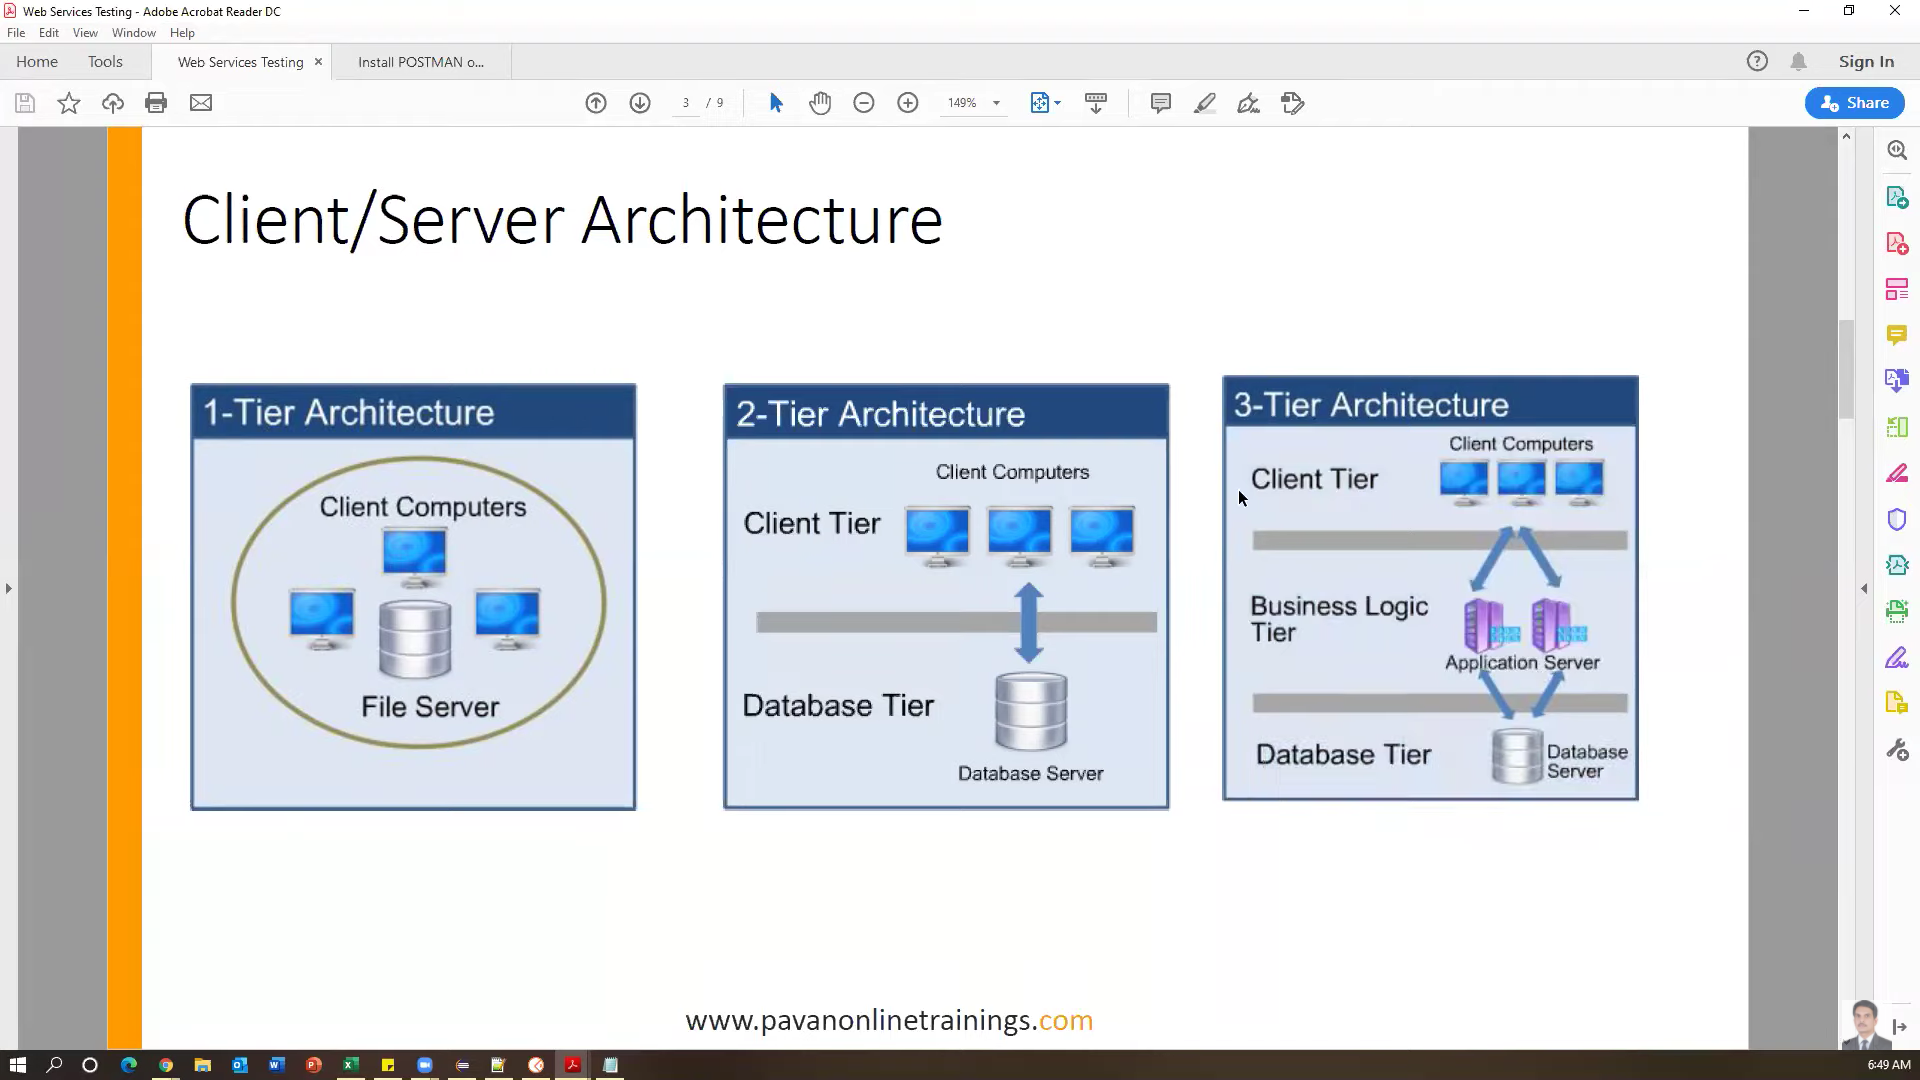 Web Services Testing - Adobe Acrobat Reader DC
File Edit View Window Help
Home Tools Web Services Testing × Install POSTMAN o... Sign In
3 / 9 149% Share
Client/Server Architecture
1-Tier Architecture
Client Computers
File Server
2-Tier Architecture
Client Computers
Client Tier
Database Tier
Database Server
3-Tier Architecture
Client Computers
Client Tier
Business Logic
Tier
Application Server
Database Tier
Database
Server
www.pavanonlinetrainings.com
6:49 AM